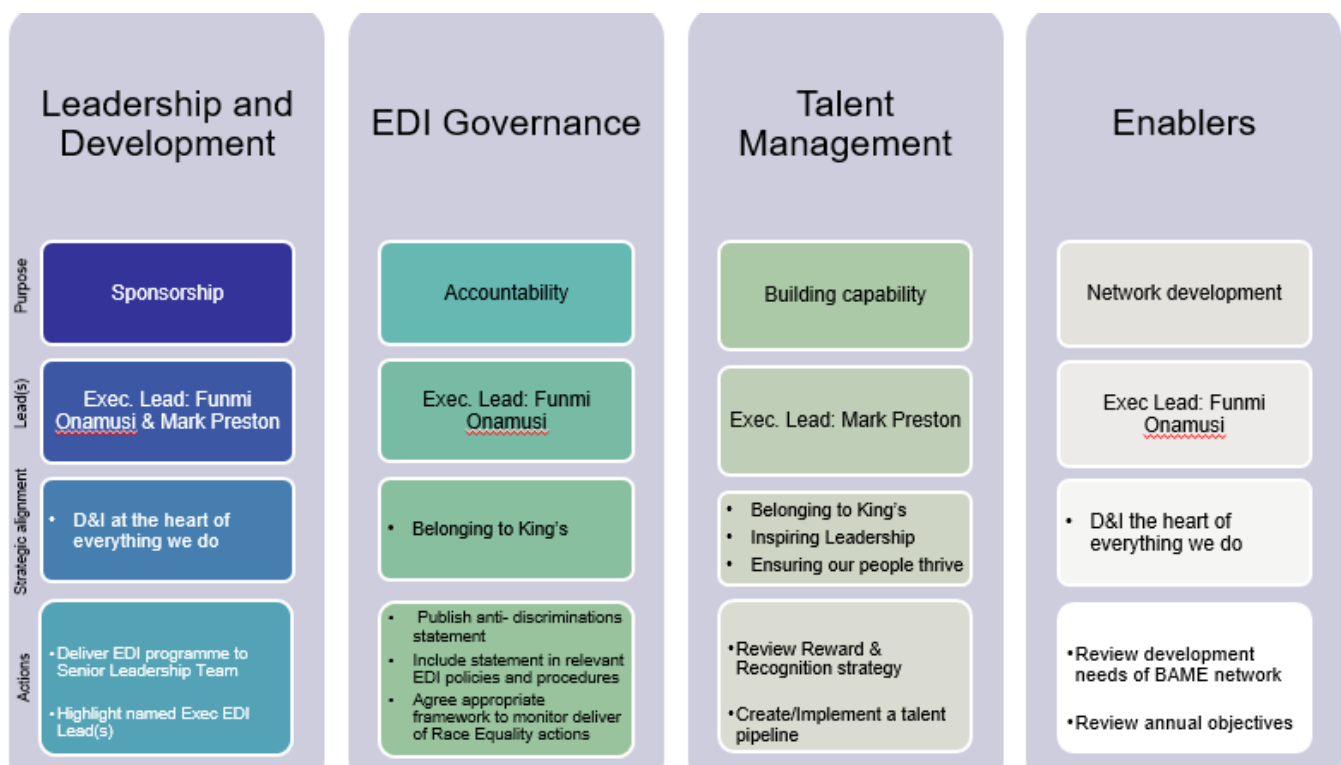 Leadership and
Development
EDI Governance
Talent
Management
Enablers
Purpose
Sponsorship
Accountability
Building capability
Network development
Lead(s)
Exec. Lead: Funmi
Onamusi & Mark Preston
Exec. Lead: Funmi
Onamusi
Exec. Lead: Mark Preston
Exec Lead: Funmi
Onamusi
Strategic alignment
• D&I at the heart of
everything we do
• Belonging to King's
• Belonging to King's
• Inspiring Leadership
• Ensuring our people thrive
• D&I the heart of
everything we do
Actions
•Deliver EDI programme to
Senior Leadership Team
•Highlight named Exec EDI
Lead(s)
• Publish anti- discriminations
statement
• Include statement in relevant
EDI policies and procedures
• Agree appropriate
framework to monitor deliver
of Race Equality actions
•Review Reward &
Recognition strategy
•Create/Implement a talent
pipeline
•Review development
needs of BAME network
•Review annual objectives